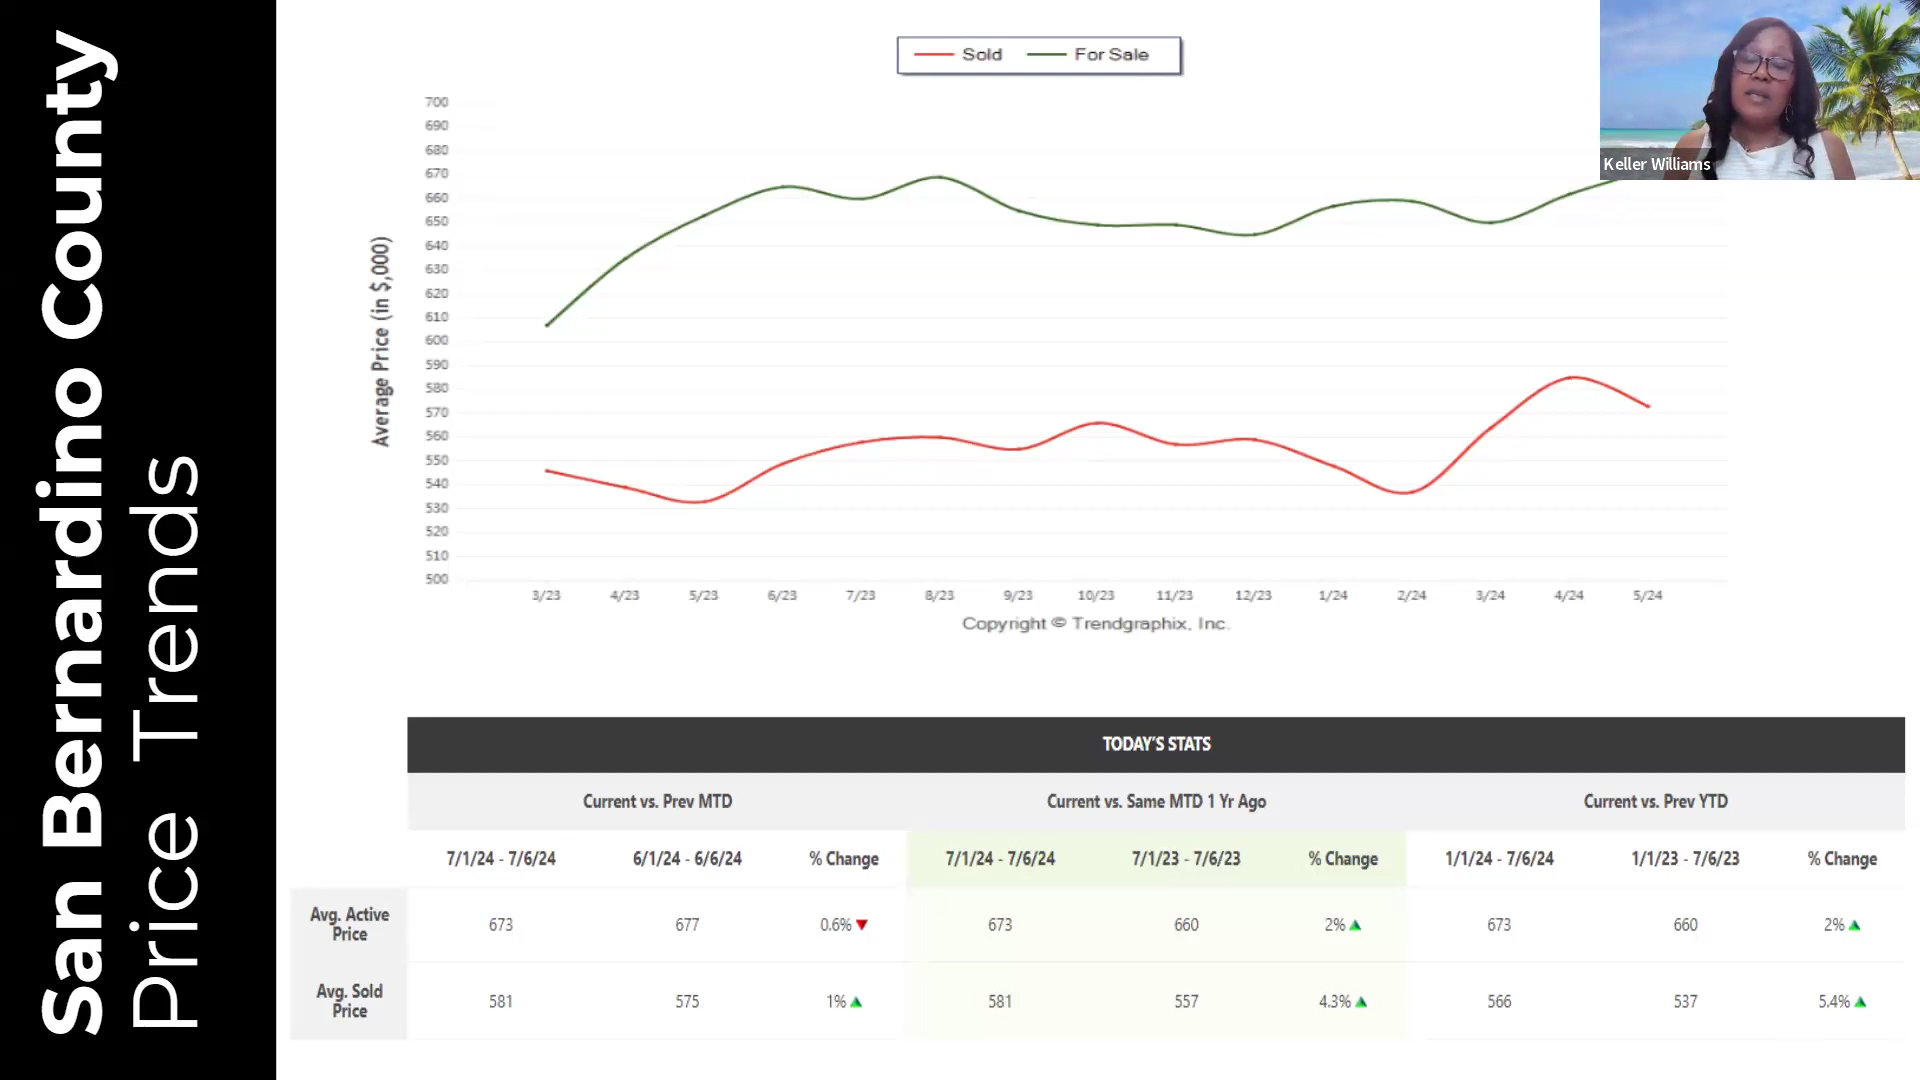 San Bernardino County
Price Trends
Sold
For Sale
Keller Williams
Average Price (in $,000)
700
690
680
670
660
650
640
630
620
610
600
590
580
570
560
550
540
530
520
510
500
3/23 4/23 5/23 6/23 7/23 8/23 9/23 10/23 11/23 12/23 1/24 2/24 3/24 4/24 5/24
Copyright © Trendgraphix, Inc.
TODAY'S STATS
Current vs. Prev MTD Current vs. Same MTD 1 Yr Ago Current vs. Prev YTD
7/1/24 - 7/6/24 6/1/24 - 6/6/24 % Change 7/1/24 - 7/6/24 7/1/23 - 7/6/23 % Change 1/1/24 - 7/6/24 1/1/23 - 7/6/23 % Change
Avg. Active
Price
673 677 0.6% 673 660 2% 673 660 2%
Avg. Sold
Price
581 575 1% 581 557 4.3% 566 537 5.4%